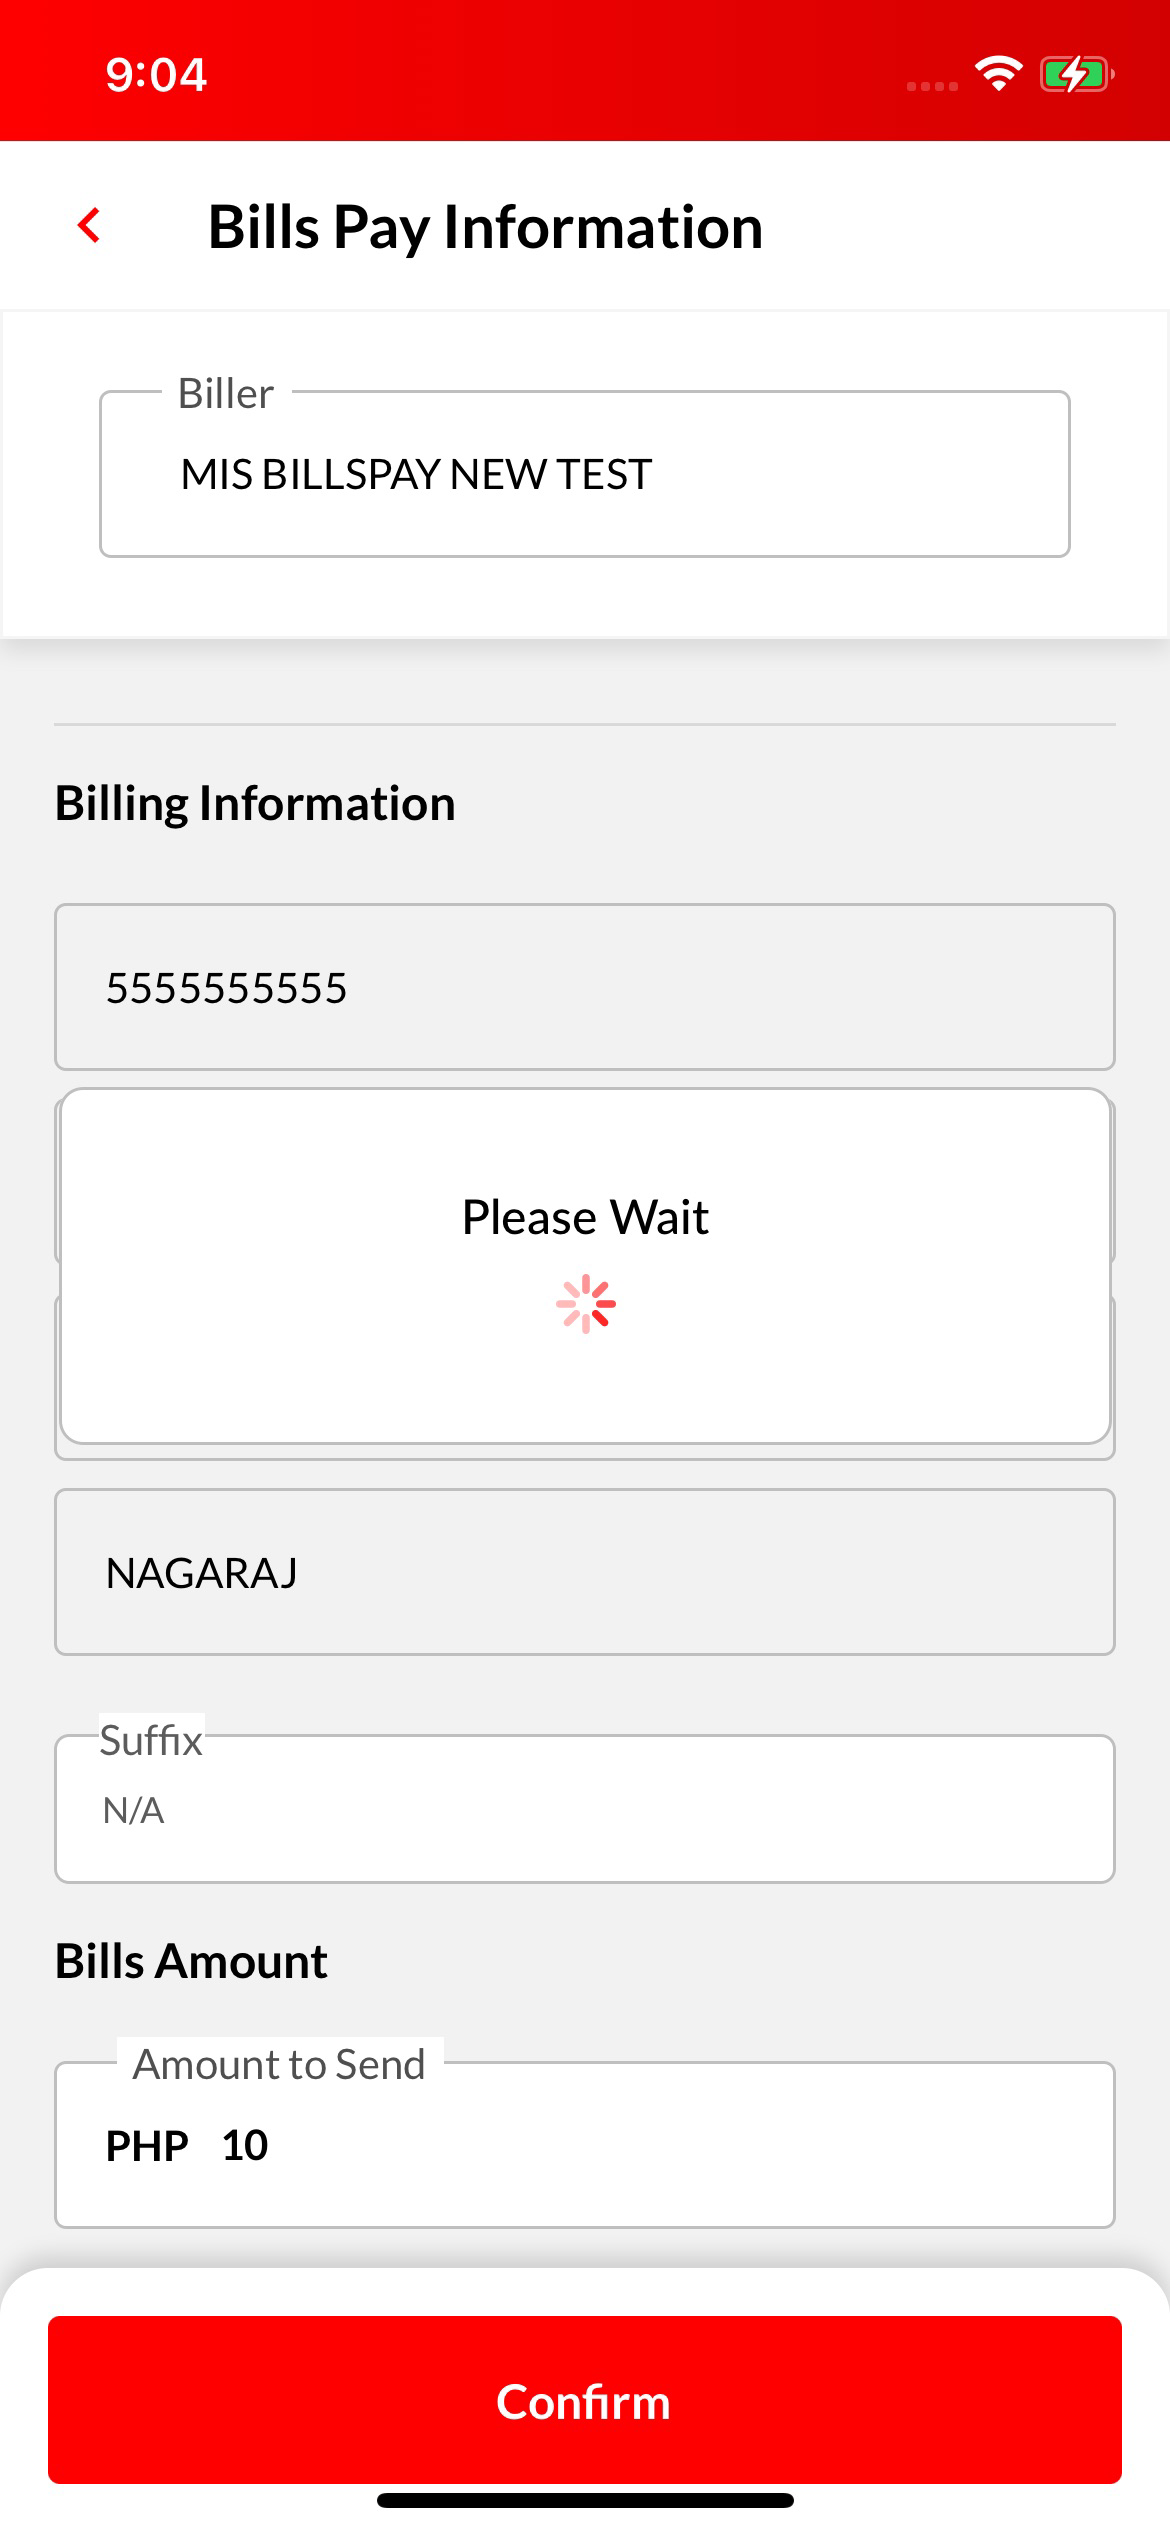 9:04
Bills Pay Information
Biller
MIS BILLSPAY NEW TEST
Billing Information
5555555555
Please Wait
NAGARAJ
Suffix
N/A
Bills Amount
Amount to Send
PHP 10
Confirm